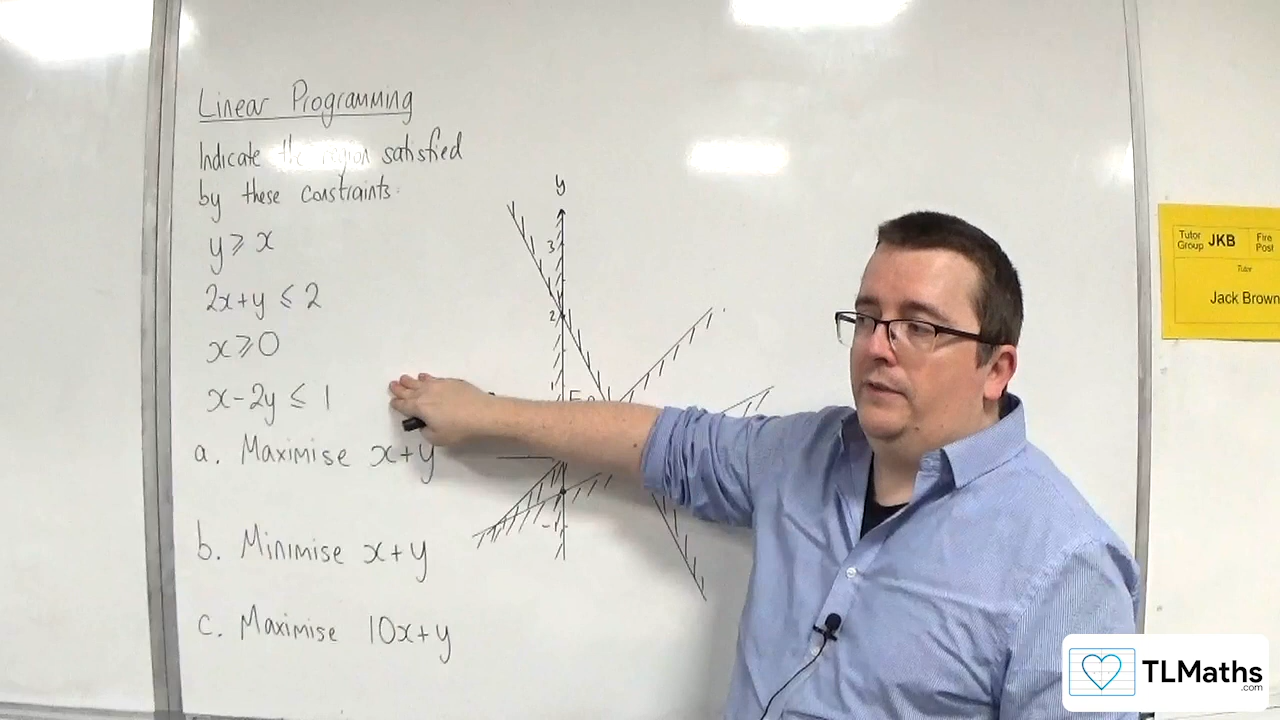 Linear Programming
Indicate the region satisfied
by these constraints:
y ⩾ x
2x+y ⩽ 2
x ⩾ 0
x-2y ⩽ 1
a. Maximise x+y
b. Minimise x+y
c. Maximise 10x+y
y
3
2
-1
Tutor Group JKB
Fire Post
Tutor
Jack Brown
TLMaths
.com